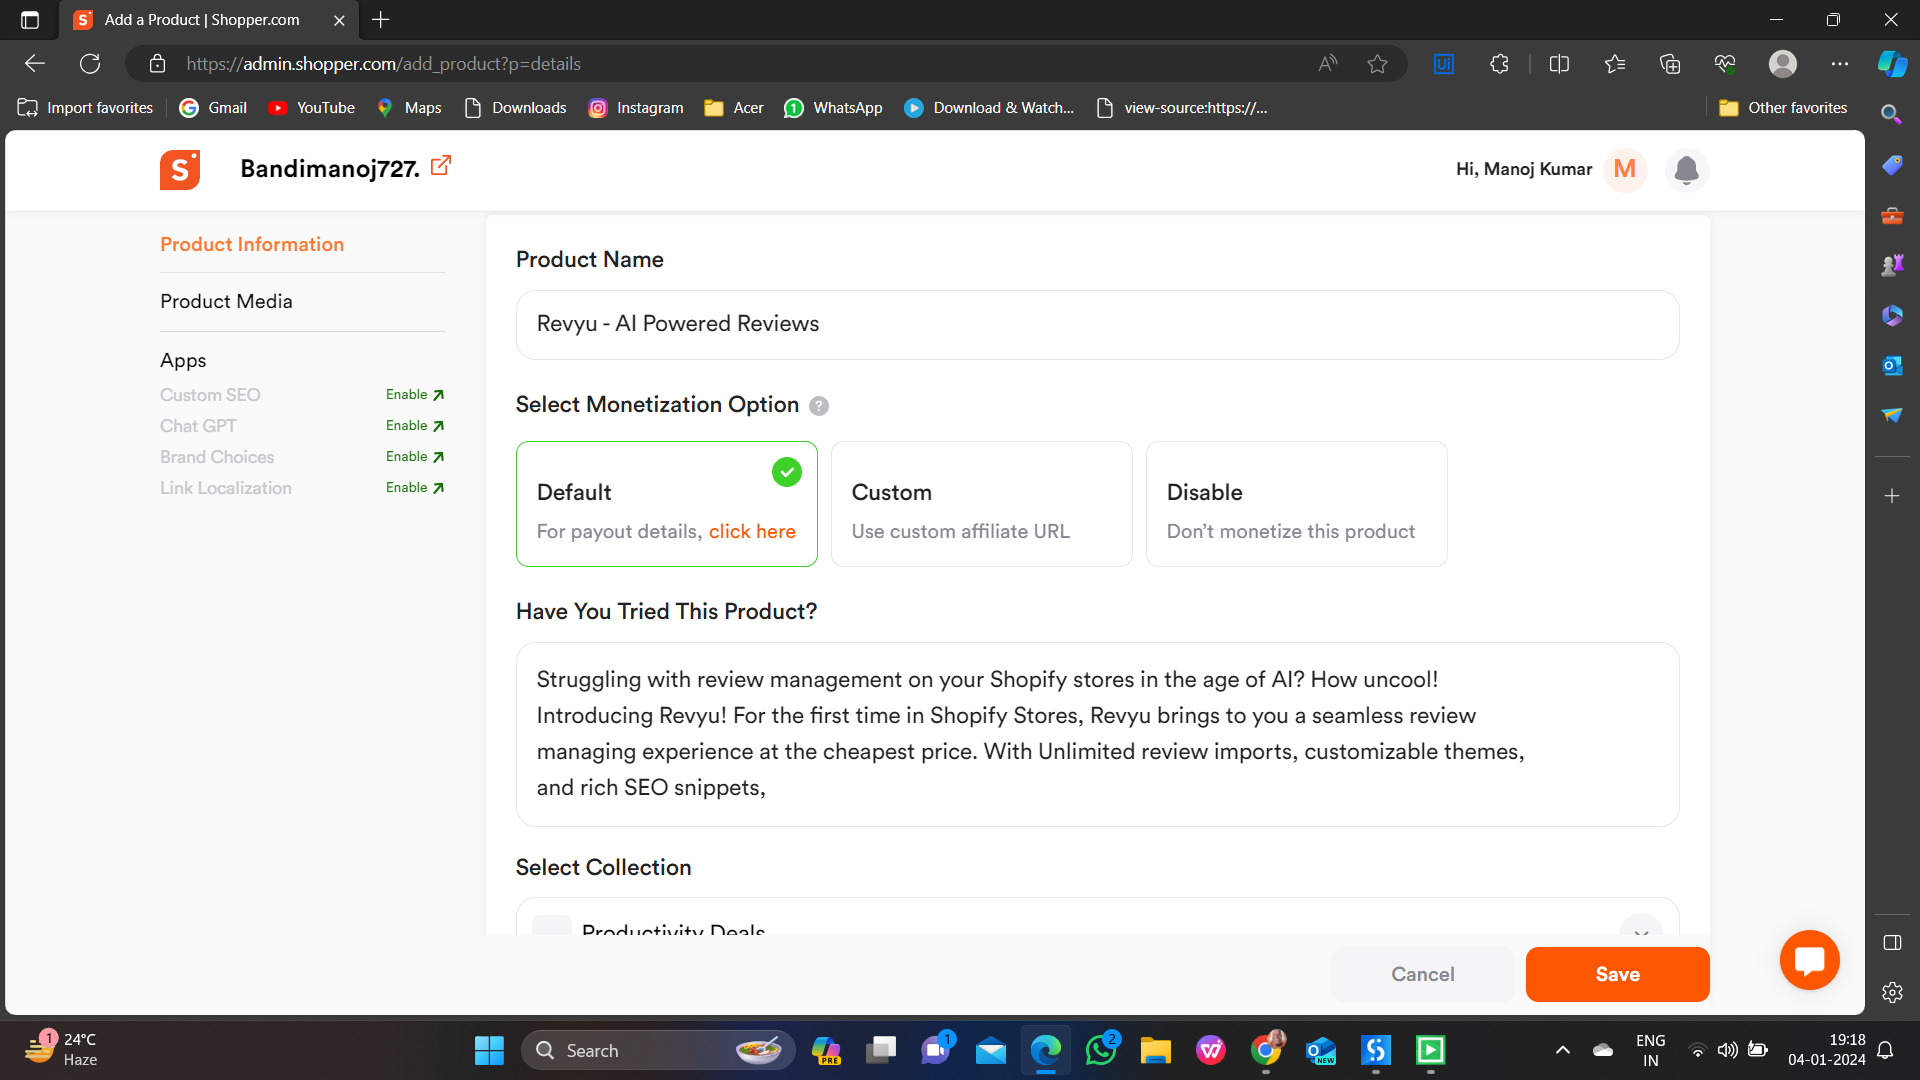 Add a Product | Shopper.com
https://admin.shopper.com/add_product?p=details
Import favorites
Gmail
YouTube
Maps
Downloads
Instagram
Acer
WhatsApp
Download & Watch...
view-source:https://...
Other favorites
Bandimanoj727.
Hi, Manoj Kumar
M
Product Information
Product Media
Apps
Custom SEO Enable
Chat GPT Enable
Brand Choices Enable
Link Localization Enable
Product Name
Revyu - AI Powered Reviews
Select Monetization Option ?
Default
For payout details, click here
Custom
Use custom affiliate URL
Disable
Don't monetize this product
Have You Tried This Product?
Struggling with review management on your Shopify stores in the age of AI? How uncool!
Introducing Revyu! For the first time in Shopify Stores, Revyu brings to you a seamless review
managing experience at the cheapest price. With Unlimited review imports, customizable themes,
and rich SEO snippets,
Select Collection
Productivity Deals
Cancel
Save
1
24°C
Haze
Search
PRE
1
2
NEW
ENG
IN
19:18
04-01-2024